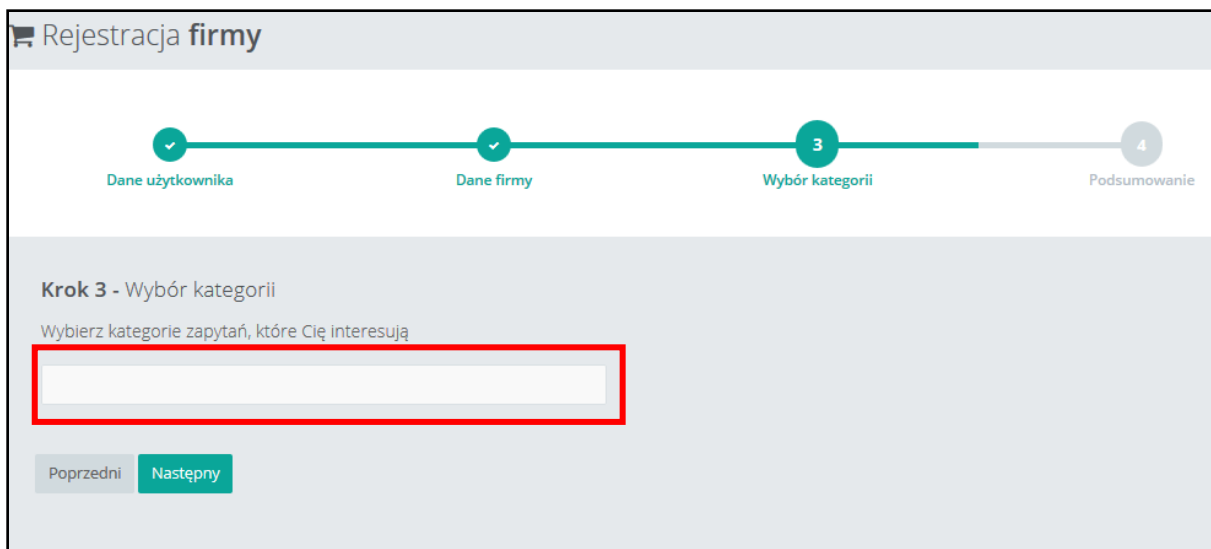 Rejestracja firmy
3
4
Dane użytkownika
Dane firmy
Wybór kategorii
Podsumowanie
Krok 3 - Wybór kategorii
Wybierz kategorie zapytań, które Cię interesują
Poprzedni
Następny